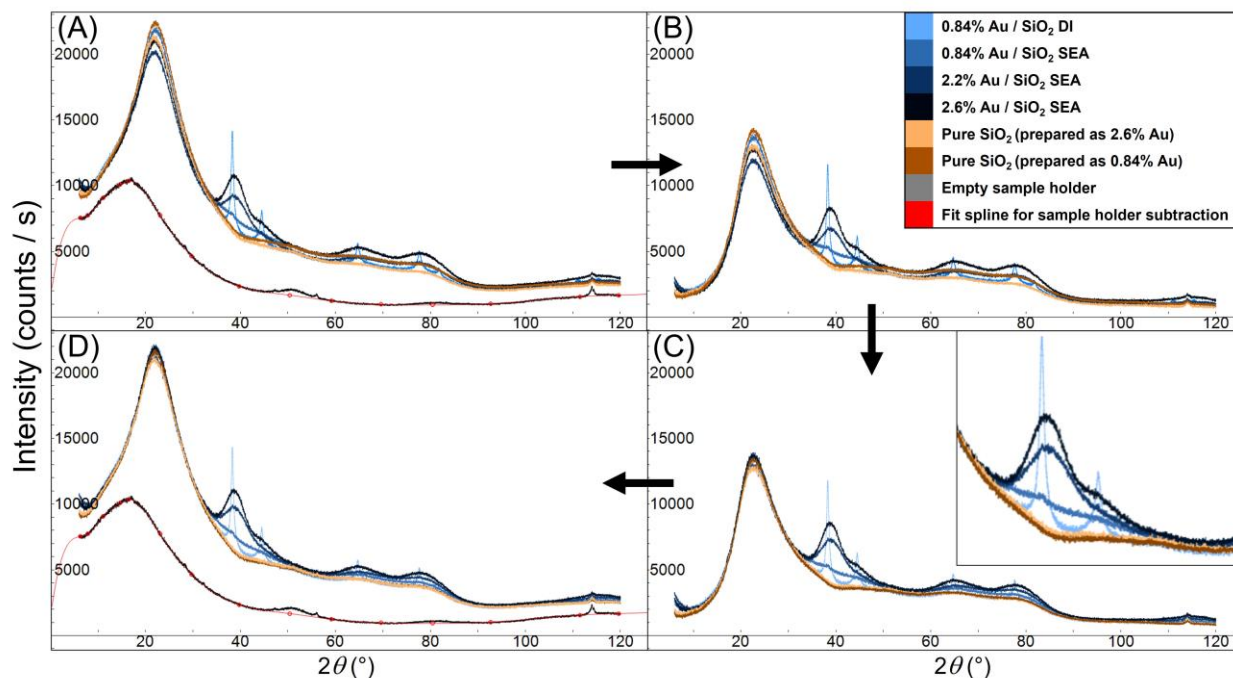 (A)
(B)
0.84% Au / SiO₂ DI
0.84% Au / SiO₂ SEA
2.2% Au / SiO₂ SEA
2.6% Au / SiO₂ SEA
Pure SiO₂ (prepared as 2.6% Au)
Pure SiO₂ (prepared as 0.84% Au)
Empty sample holder
Fit spline for sample holder subtraction
20000
15000
10000
5000
20 40 60 80 100 120
20000
15000
10000
5000
20 40 60 80 100 120
(D)
(C)
20000
15000
10000
5000
20 40 60 80 100 120
20000
15000
10000
5000
20 40 60 80 100 120
Intensity (counts / s)
2θ (°)
2θ (°)